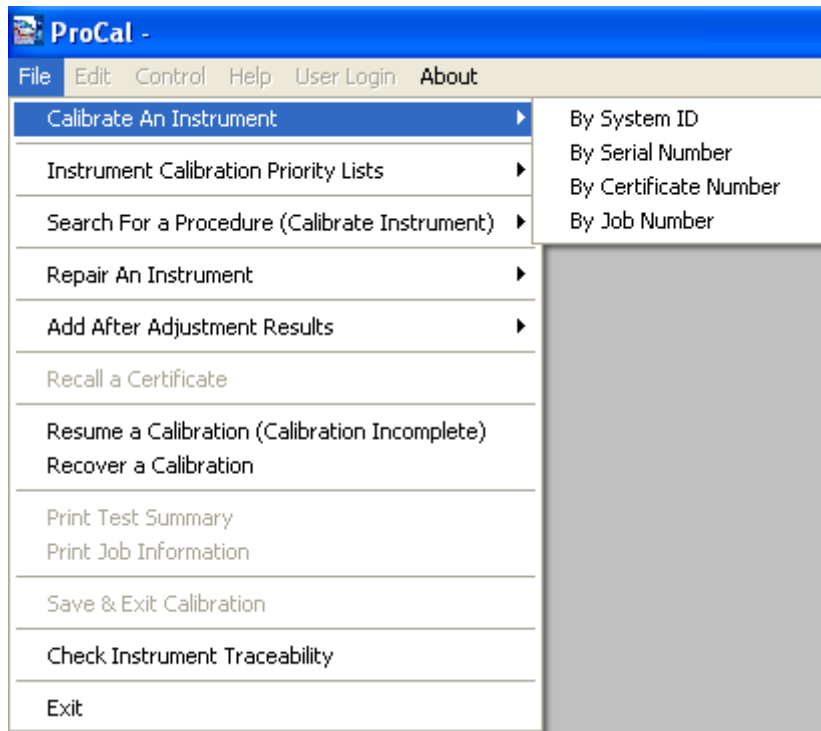 ProCal -
File Edit Control Help User Login About
Calibrate An Instrument
Instrument Calibration Priority Lists
Search For a Procedure (Calibrate Instrument)
Repair An Instrument
Add After Adjustment Results
Recall a Certificate
Resume a Calibration (Calibration Incomplete)
Recover a Calibration
Print Test Summary
Print Job Information
Save & Exit Calibration
Check Instrument Traceability
Exit
By System ID
By Serial Number
By Certificate Number
By Job Number